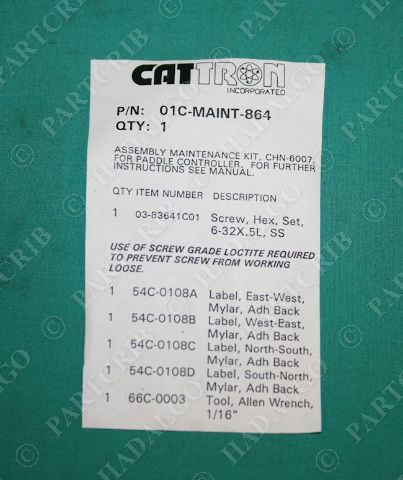 CATTRON
INCORPORATED
P/N: 01C-MAINT-864
QTY: 1
ASSEMBLY MAINTENANCE KIT, CHN-6007,
FOR PADDLE CONTROLLER. FOR FURTHER
INSTRUCTIONS SEE MANUAL.
QTY ITEM NUMBER DESCRIPTION
1 03-83641C01 Screw, Hex, Set,
6-32X.5L, SS
USE OF SCREW GRADE LOCTITE REQUIRED
TO PREVENT SCREW FROM WORKING
LOOSE.
1 54C-0108A Label, East-West,
Mylar, Adh Back
1 54C-0108B Label, West-East,
Mylar, Adh Back
1 54C-0108C Label, North-South,
Mylar, Adh Back
1 54C-0108D Label, South-North,
Mylar, Adh Back
1 66C-0003 Tool, Allen Wrench,
1/16"
PARTCRIB
HADALGO